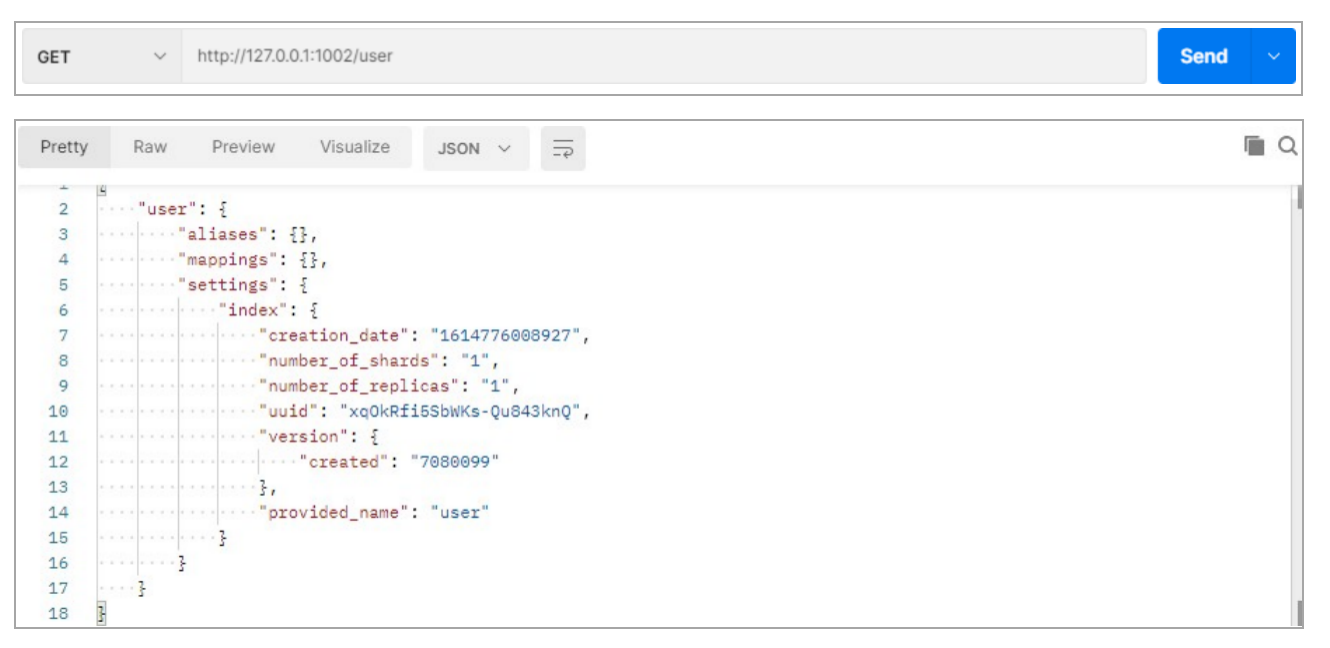 GET http://127.0.0.1:1002/user Send
Pretty Raw Preview Visualize JSON
1 {
2 "user": {
3 "aliases": {},
4 "mappings": {},
5 "settings": {
6 "index": {
7 "creation_date": "1614776008927",
8 "number_of_shards": "1",
9 "number_of_replicas": "1",
10 "uuid": "xqOkRfi5SbWKs-Qu843knQ",
11 "version": {
12 "created": "7080099"
13 },
14 "provided_name": "user"
15 }
16 }
17 }
18 }